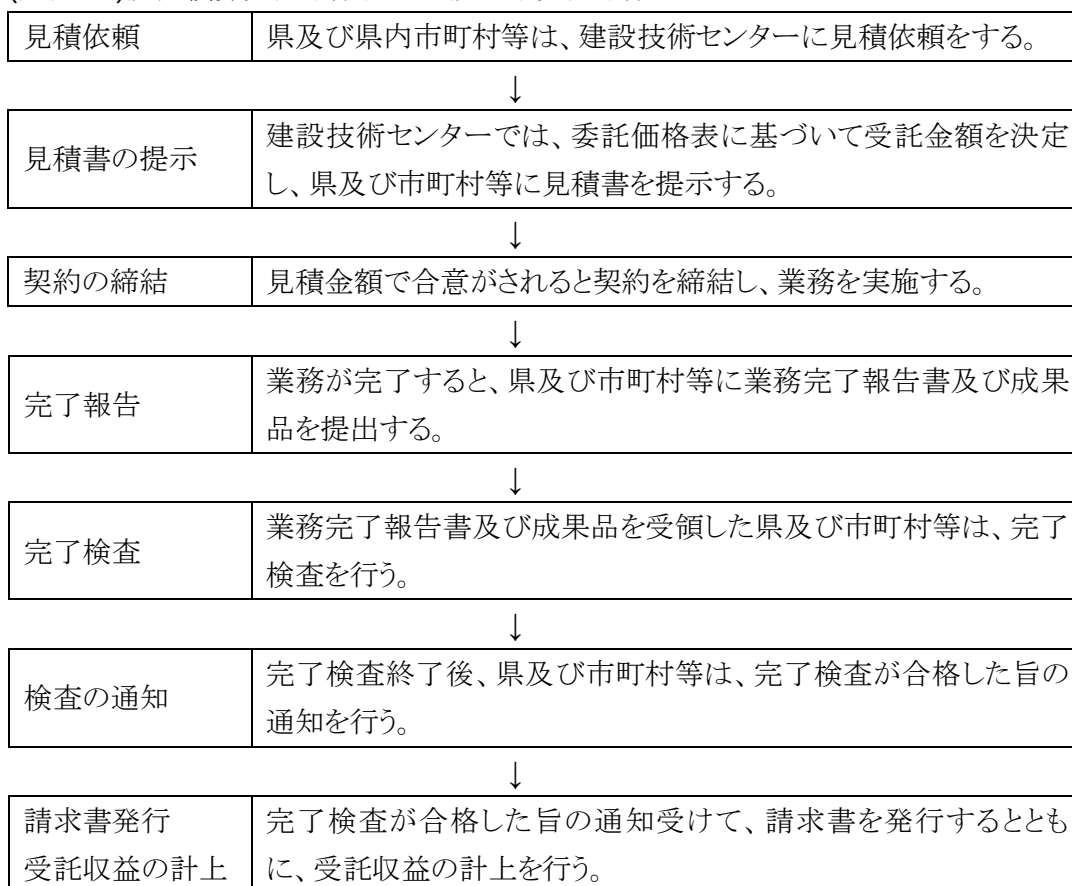 見積依頼
県及び県内市町村等は、建設技術センターに見積依頼をする。
↓
見積書の提示
建設技術センターでは、委託価格表に基づいて受託金額を決定
し、県及び市町村等に見積書を提示する。
↓
契約の締結
見積金額で合意がされると契約を締結し、業務を実施する。
↓
完了報告
業務が完了すると、県及び市町村等に業務完了報告書及び成果
品を提出する。
↓
完了検査
業務完了報告書及び成果品を受領した県及び市町村等は、完了
検査を行う。
↓
検査の通知
完了検査終了後、県及び市町村等は、完了検査が合格した旨の
通知を行う。
↓
請求書発行
受託収益の計上
完了検査が合格した旨の通知受けて、請求書を発行するととも
に、受託収益の計上を行う。